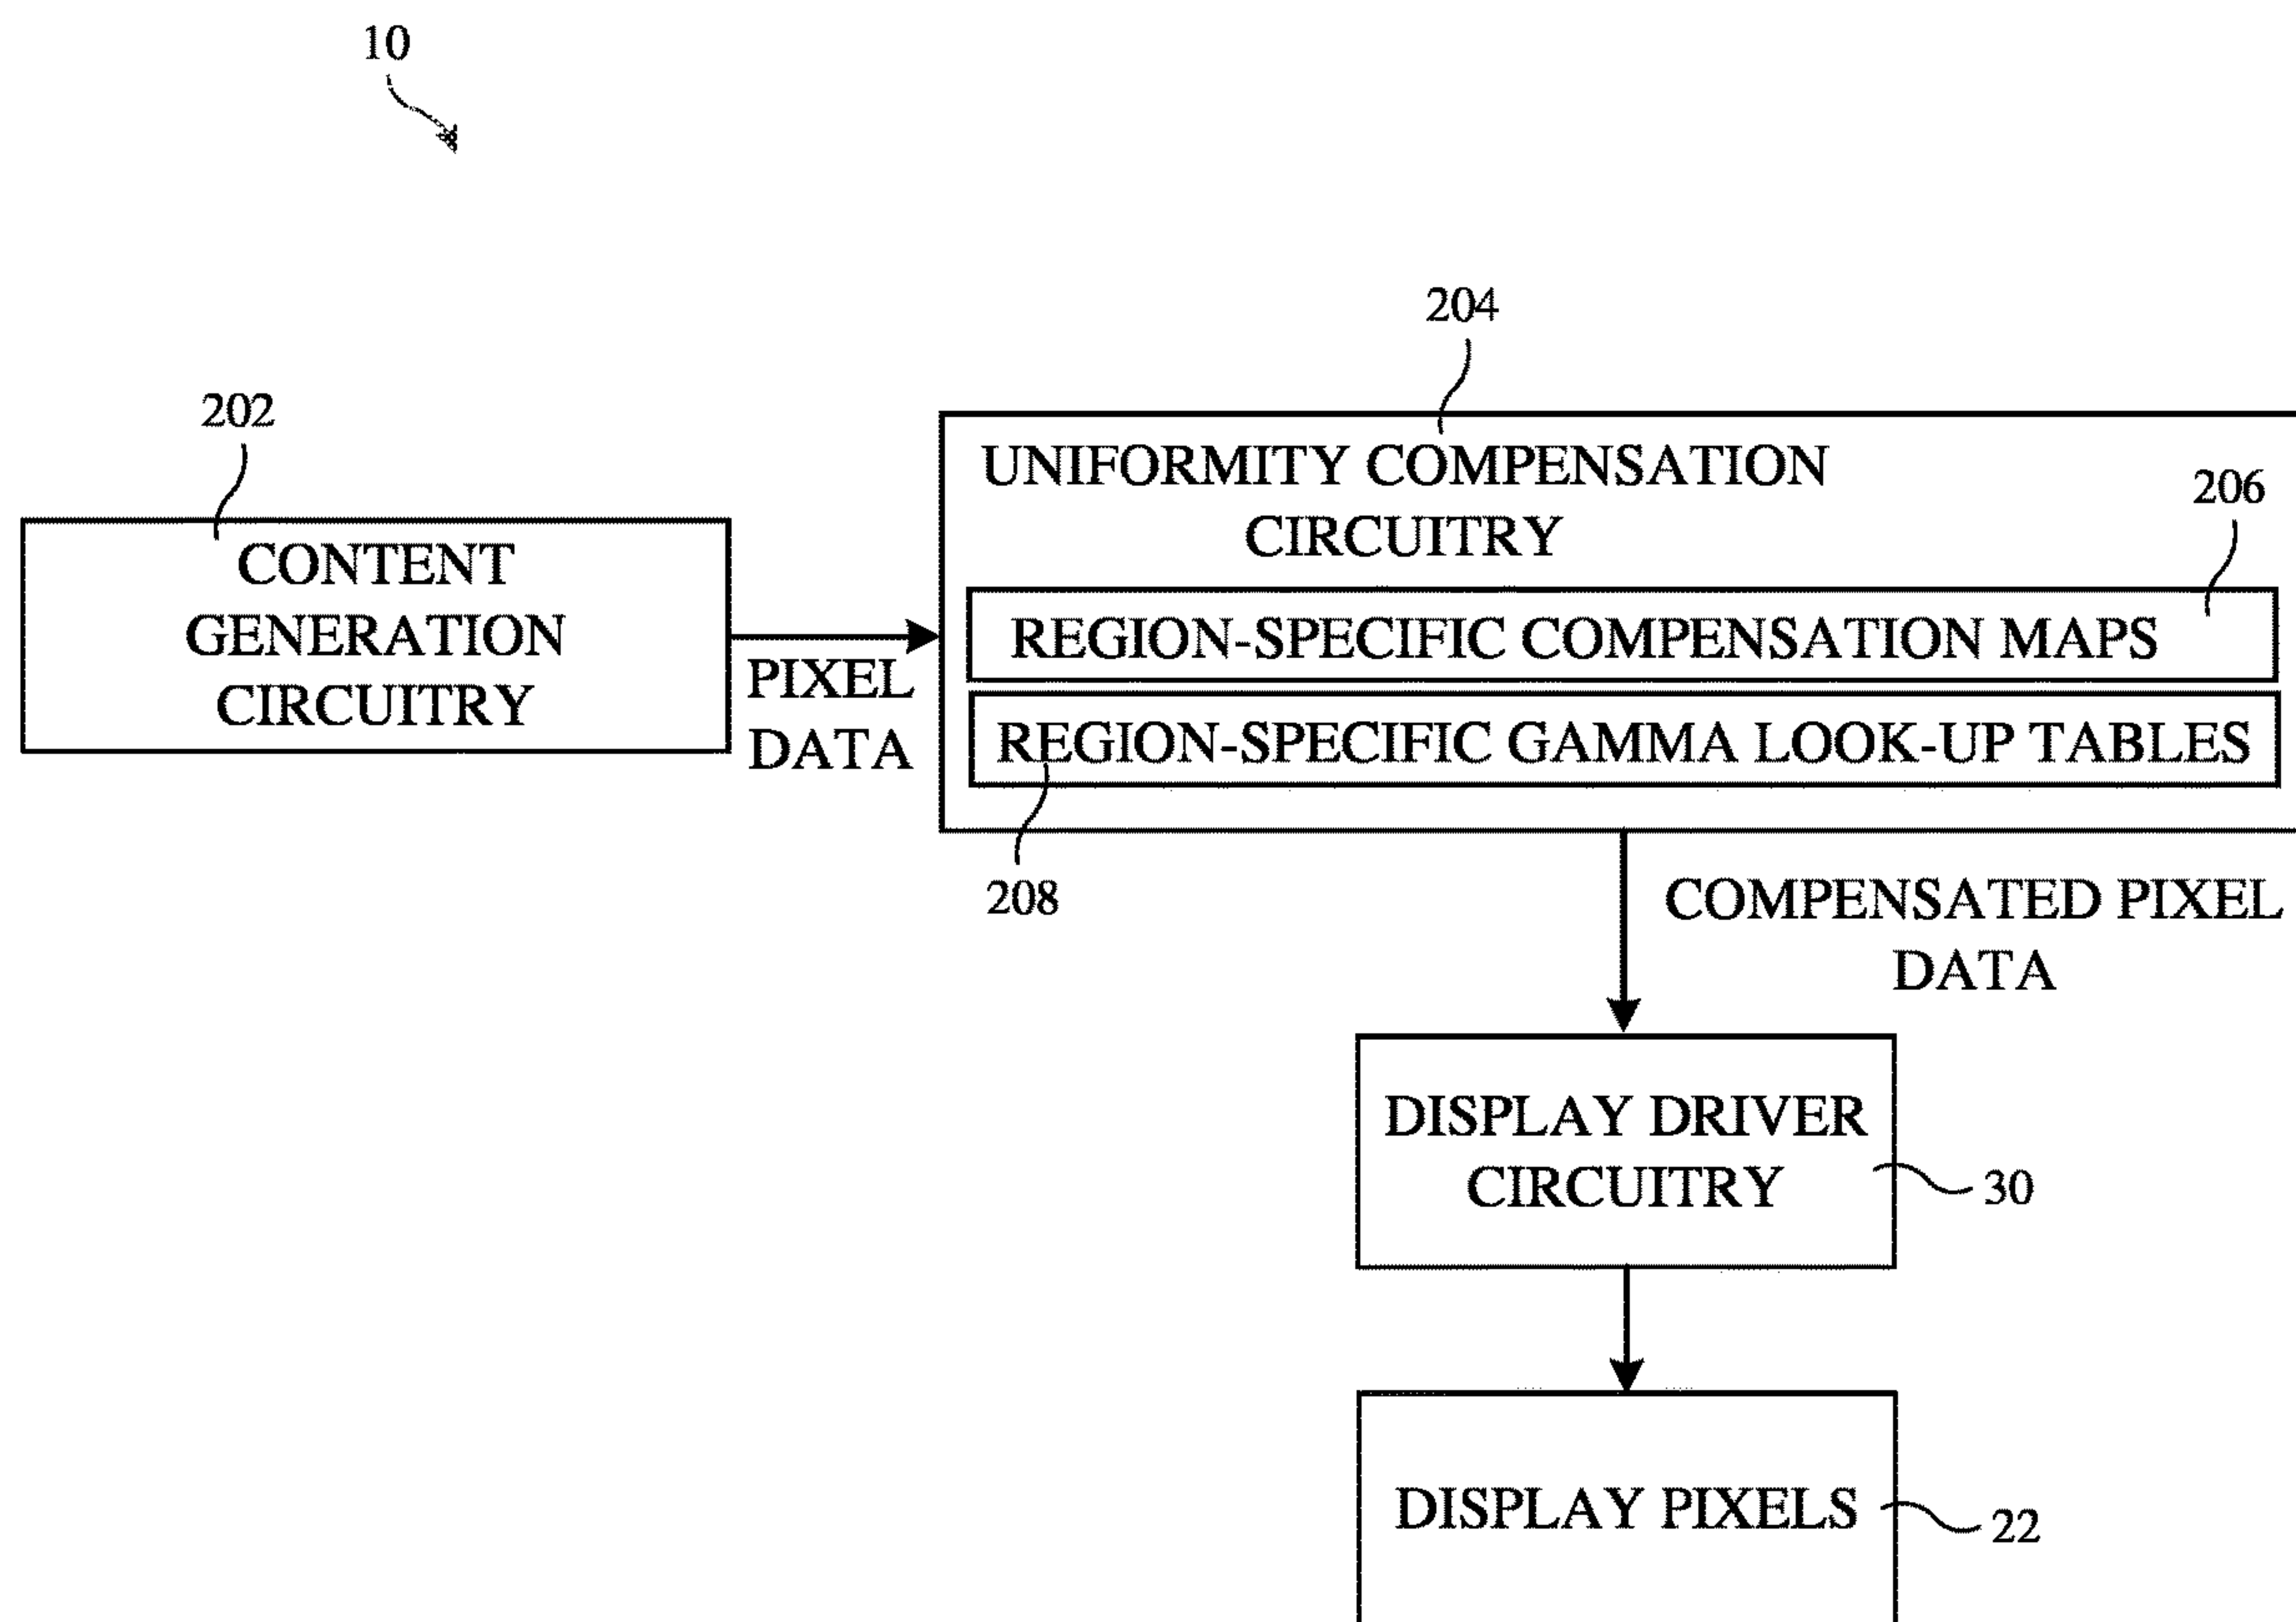 10
204
202
UNIFORMITY COMPENSATION
CIRCUITRY
206
CONTENT
GENERATION
CIRCUITRY
REGION-SPECIFIC COMPENSATION MAPS
PIXEL
DATA
REGION-SPECIFIC GAMMA LOOK-UP TABLES
208
COMPENSATED PIXEL
DATA
DISPLAY DRIVER
CIRCUITRY
30
DISPLAY PIXELS
22